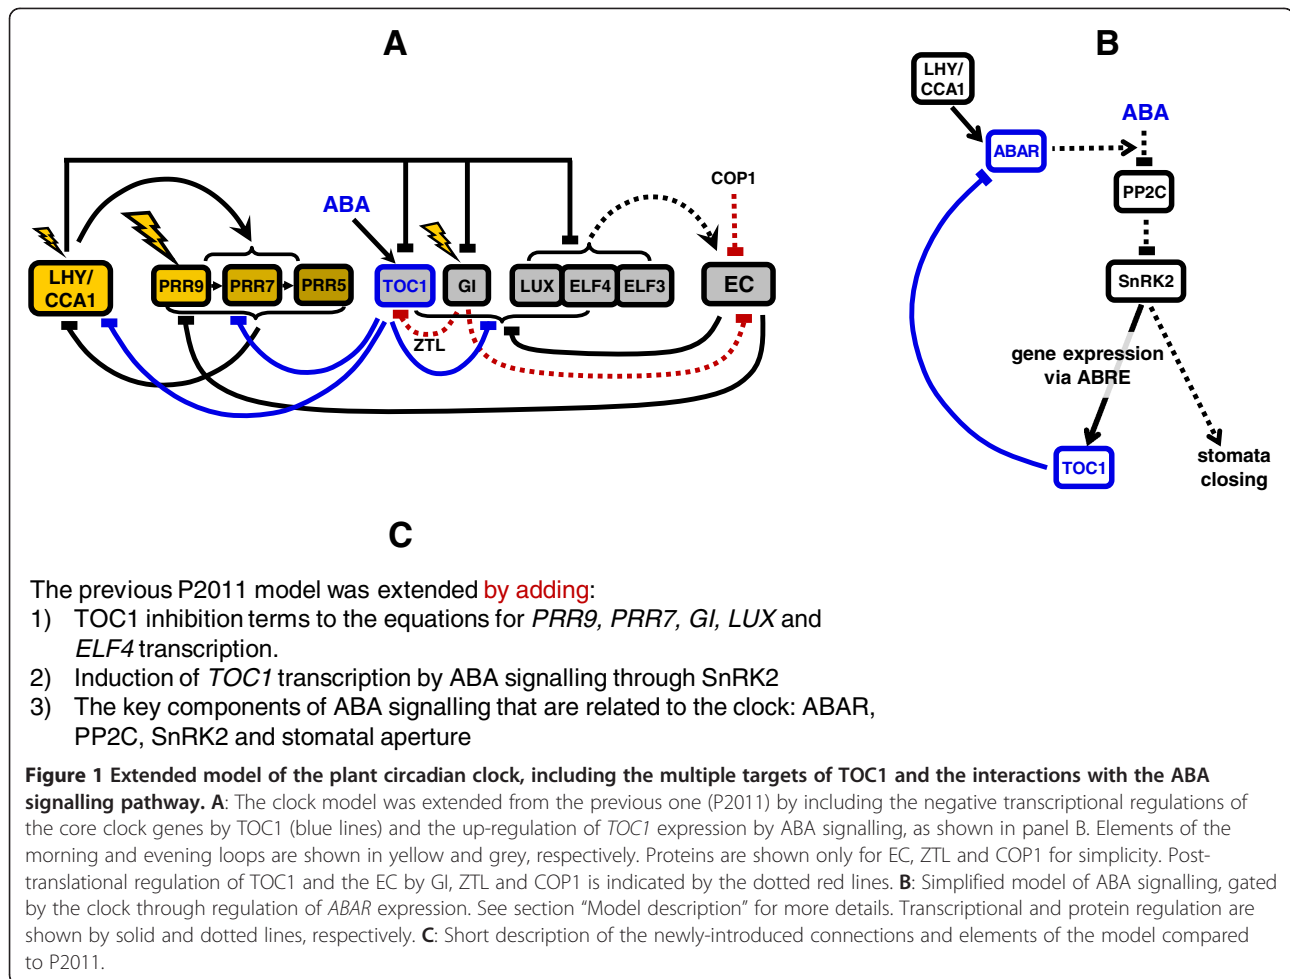 A
B
LHY/
CCA1
ABA
ABAR
COP1
PP2C
ABA
LHY/
CCA1
PRR9
PRR7
PRR5
TOC1
GI
LUX
ELF4
ELF3
EC
SnRK2
ZTL
gene expression
via ABRE
TOC1
stomata
closing
C
The previous P2011 model was extended by adding:
1) TOC1 inhibition terms to the equations for PRR9, PRR7, GI, LUX and
ELF4 transcription.
2) Induction of TOC1 transcription by ABA signalling through SnRK2
3) The key components of ABA signalling that are related to the clock: ABAR,
PP2C, SnRK2 and stomatal aperture
Figure 1 Extended model of the plant circadian clock, including the multiple targets of TOC1 and the interactions with the ABA
signalling pathway. A: The clock model was extended from the previous one (P2011) by including the negative transcriptional regulations of
the core clock genes by TOC1 (blue lines) and the up-regulation of TOC1 expression by ABA signalling, as shown in panel B. Elements of the
morning and evening loops are shown in yellow and grey, respectively. Proteins are shown only for EC, ZTL and COP1 for simplicity. Post-
translational regulation of TOC1 and the EC by GI, ZTL and COP1 is indicated by the dotted red lines. B: Simplified model of ABA signalling, gated
by the clock through regulation of ABAR expression. See section “Model description” for more details. Transcriptional and protein regulation are
shown by solid and dotted lines, respectively. C: Short description of the newly-introduced connections and elements of the model compared
to P2011.